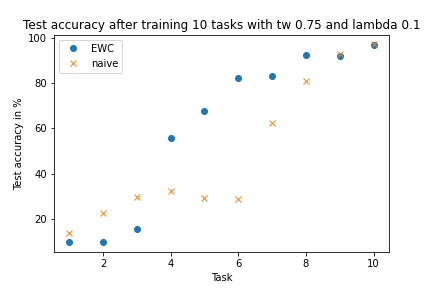 Test accuracy after training 10 tasks with tw 0.75 and lambda 0.1
EWC
naive
Test accuracy in %
100
80
60
40
20
2
4
6
8
10
Task